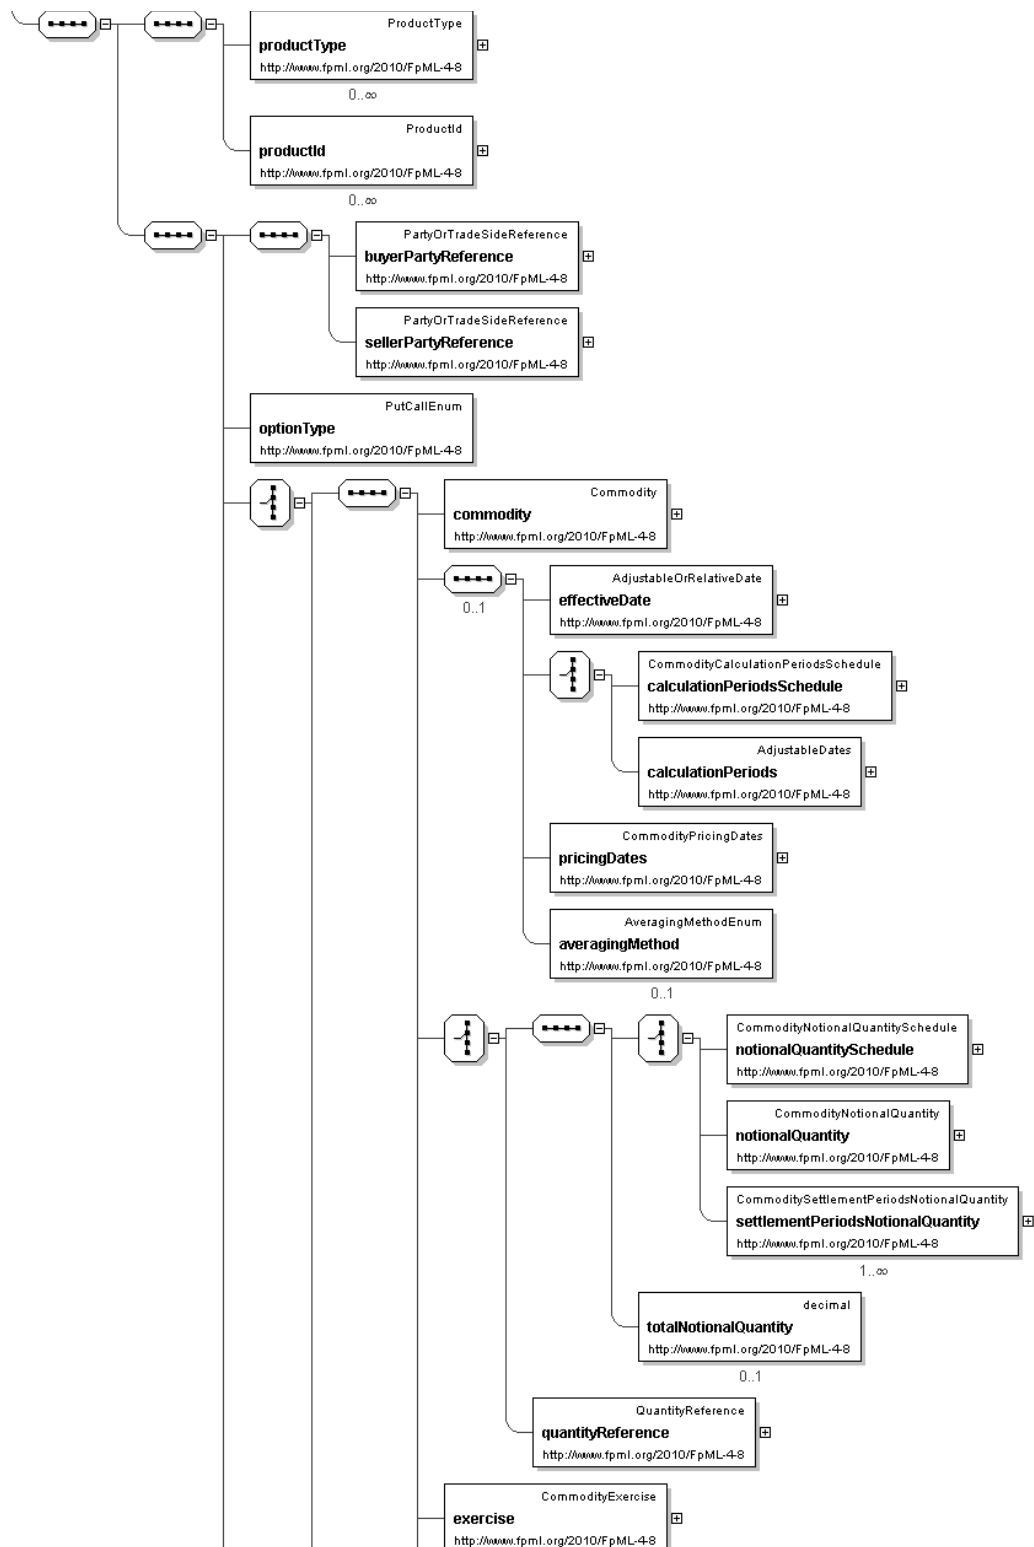 ProductType
productType
http://www.fpml.org/2010/FpML-4-8
0..∞
ProductId
productId
http://www.fpml.org/2010/FpML-4-8
0..∞
PartyOrTradeSideReference
buyerPartyReference
http://www.fpml.org/2010/FpML-4-8
PartyOrTradeSideReference
sellerPartyReference
http://www.fpml.org/2010/FpML-4-8
PutCallEnum
optionType
http://www.fpml.org/2010/FpML-4-8
Commodity
commodity
http://www.fpml.org/2010/FpML-4-8
0..1
AdjustableOrRelativeDate
effectiveDate
http://www.fpml.org/2010/FpML-4-8
CommodityCalculationPeriodsSchedule
calculationPeriodsSchedule
http://www.fpml.org/2010/FpML-4-8
AdjustableDates
calculationPeriods
http://www.fpml.org/2010/FpML-4-8
CommodityPricingDates
pricingDates
http://www.fpml.org/2010/FpML-4-8
AveragingMethodEnum
averagingMethod
http://www.fpml.org/2010/FpML-4-8
0..1
CommodityNotionalQuantitySchedule
notionalQuantitySchedule
http://www.fpml.org/2010/FpML-4-8
CommodityNotionalQuantity
notionalQuantity
http://www.fpml.org/2010/FpML-4-8
CommoditySettlementPeriodsNotionalQuantity
settlementPeriodsNotionalQuantity
http://www.fpml.org/2010/FpML-4-8
1..∞
decimal
totalNotionalQuantity
http://www.fpml.org/2010/FpML-4-8
0..1
QuantityReference
quantityReference
http://www.fpml.org/2010/FpML-4-8
CommodityExercise
exercise
http://www.fpml.org/2010/FpML-4-8